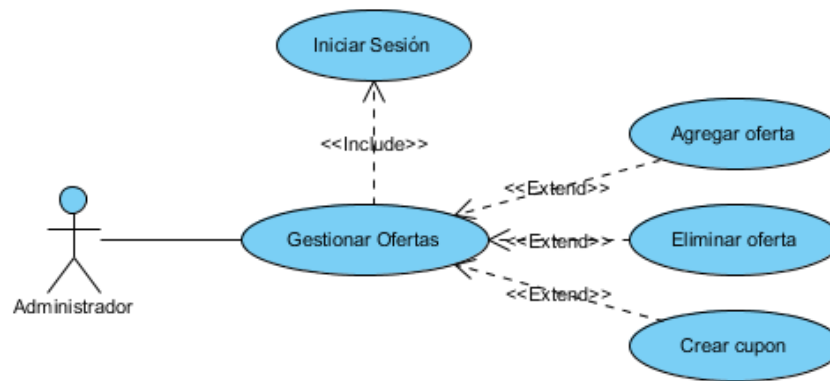 Iniciar Sesión
<<Include>>
Agregar oferta
<<Extend>>
Gestionar Ofertas
<<Extend>>
Eliminar oferta
<<Extend>>
Administrador
Crear cupon